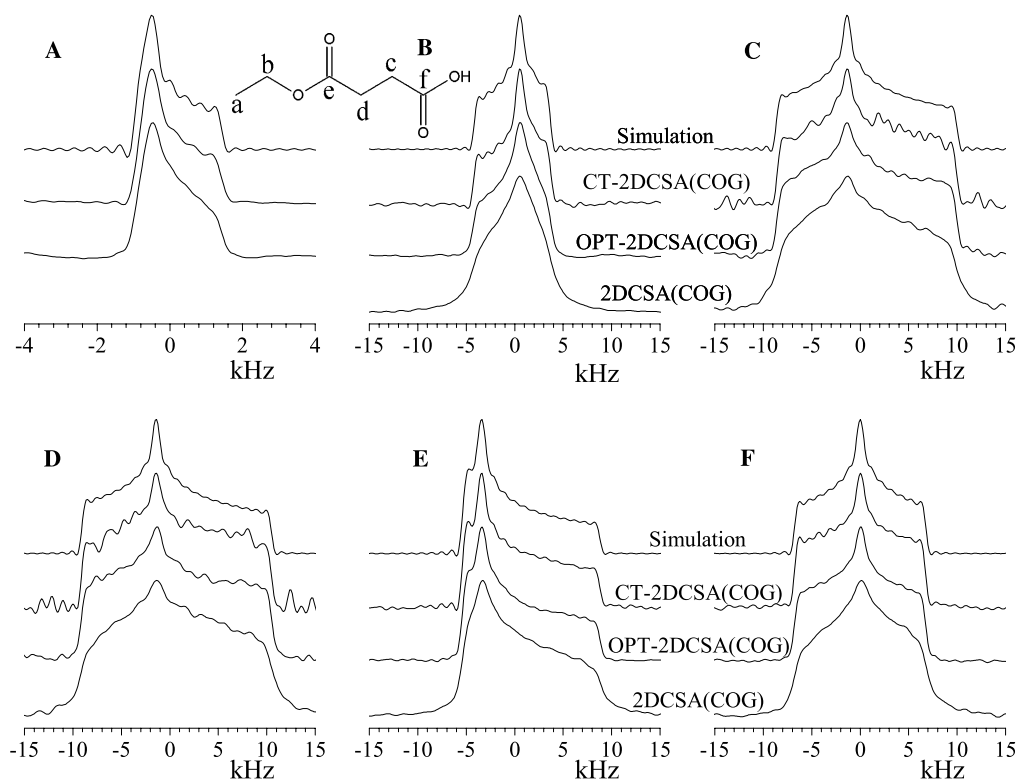 A
B
C
O
b
c
f
OH
a
O
e
d
O
Simulation
CT-2DCSA(COG)
OPT-2DCSA(COG)
2DCSA(COG)
-4 -2 0 2 4
-15 -10 -5 0 5 10 15
-15 -10 -5 0 5 10 15
kHz
kHz
kHz
D
E
F
Simulation
CT-2DCSA(COG)
OPT-2DCSA(COG)
2DCSA(COG)
-15 -10 -5 0 5 10 15
-15 -10 -5 0 5 10 15
-15 -10 -5 0 5 10 15
kHz
kHz
kHz